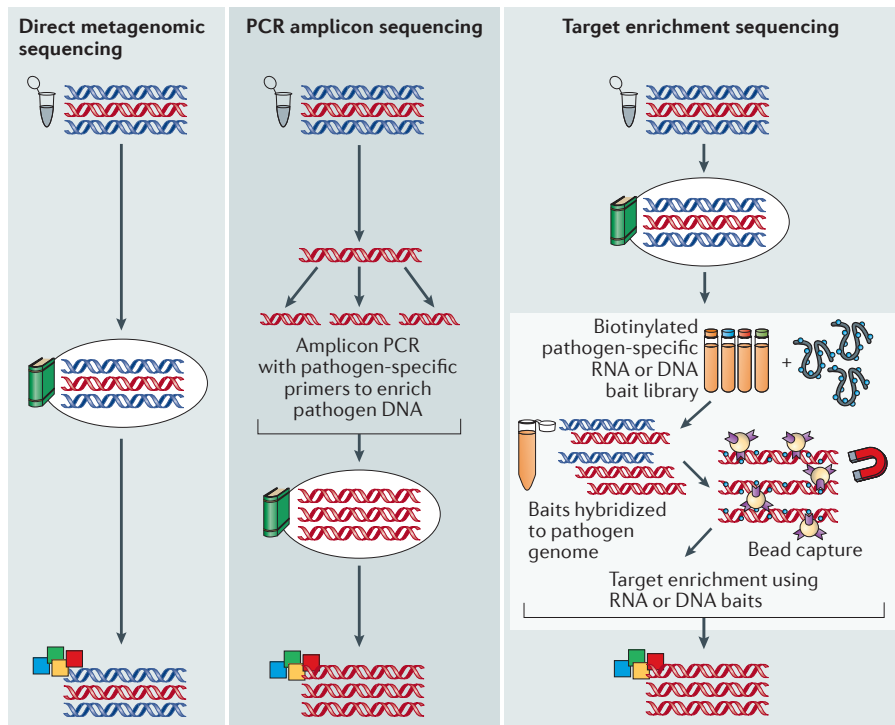 Direct metagenomic
sequencing
PCR amplicon sequencing
Target enrichment sequencing
Amplicon PCR
with pathogen-specific
primers to enrich
pathogen DNA
Biotinylated
pathogen-specific
RNA or DNA
bait library
+
Baits hybridized
to pathogen
genome
Bead capture
Target enrichment using
RNA or DNA baits